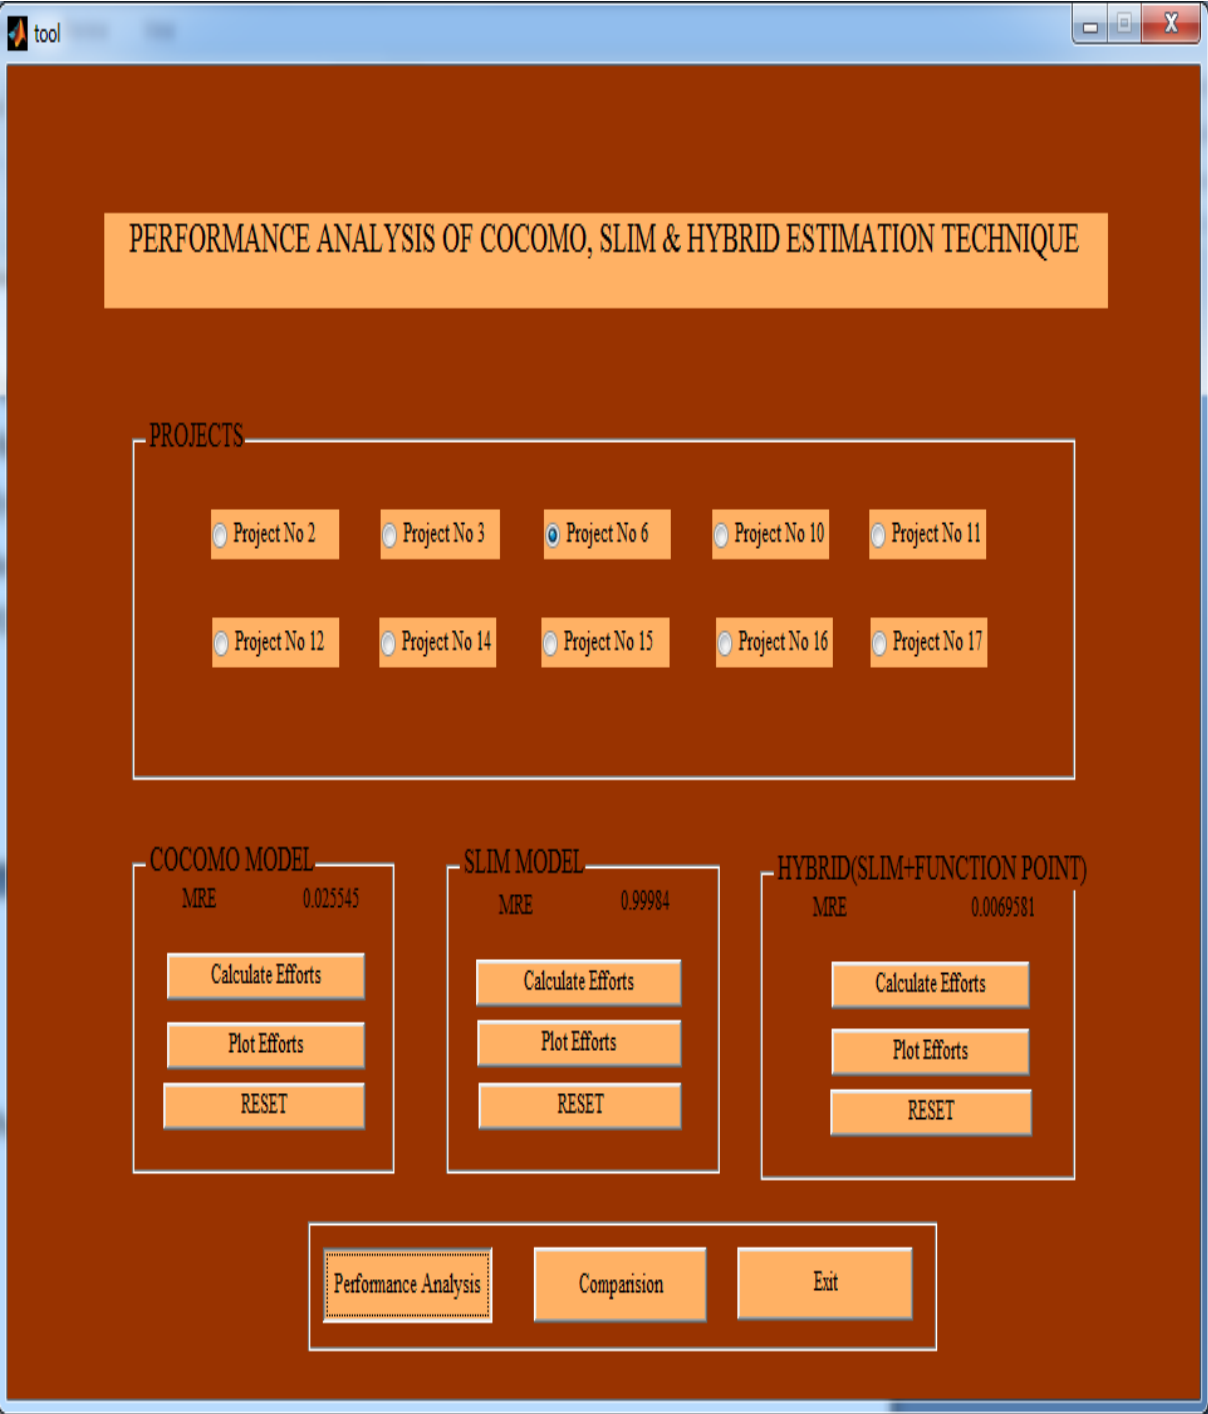 tool
X
PERFORMANCE ANALYSIS OF COCOMO, SLIM & HYBRID ESTIMATION TECHNIQUE
PROJECTS
Project No 2 Project No 3 Project No 6 Project No 10 Project No 11
Project No 12 Project No 14 Project No 15 Project No 16 Project No 17
COCOMO MODEL
MRE 0.025545
Calculate Efforts
Plot Efforts
RESET
SLIM MODEL
MRE 0.99984
Calculate Efforts
Plot Efforts
RESET
HYBRID(SLIM+FUNCTION POINT)
MRE 0.0069581
Calculate Efforts
Plot Efforts
RESET
Performance Analysis Comparision Exit